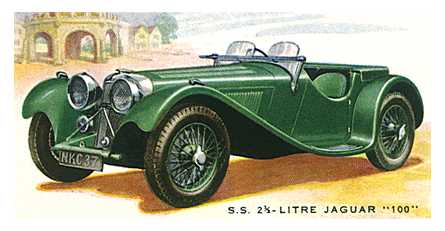 NKC 37
S.S. 2½-LITRE JAGUAR "100"